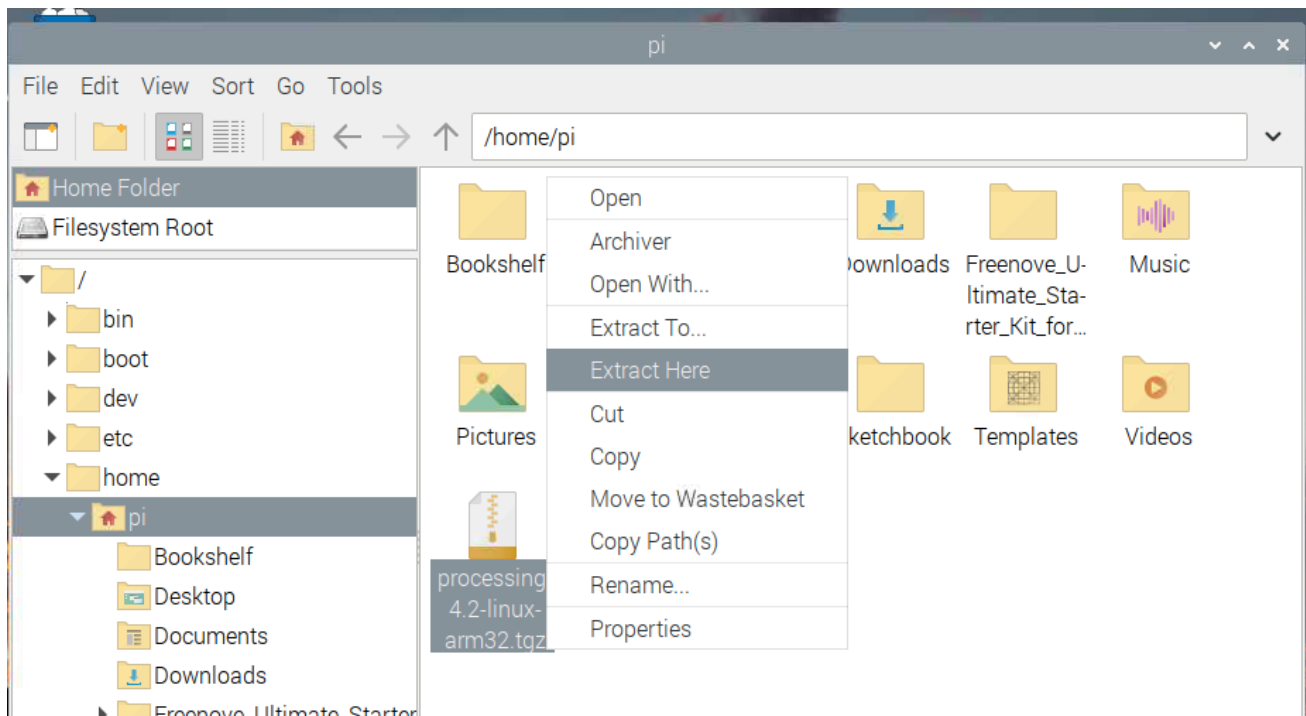 pi
File Edit View Sort Go Tools
/home/pi
Home Folder
Filesystem Root
/
bin
boot
dev
etc
home
pi
Bookshelf
Desktop
Documents
Downloads
Freenove_Ultimate_Starter
Bookshelf
Downloads
Freenove_U-
ltimate_Sta-
rter_Kit_for...
Music
Pictures
ketchbook
Templates
Videos
processing
4.2-linux-
arm32.tgz
Open
Archiver
Open With...
Extract To...
Extract Here
Cut
Copy
Move to Wastebasket
Copy Path(s)
Rename...
Properties